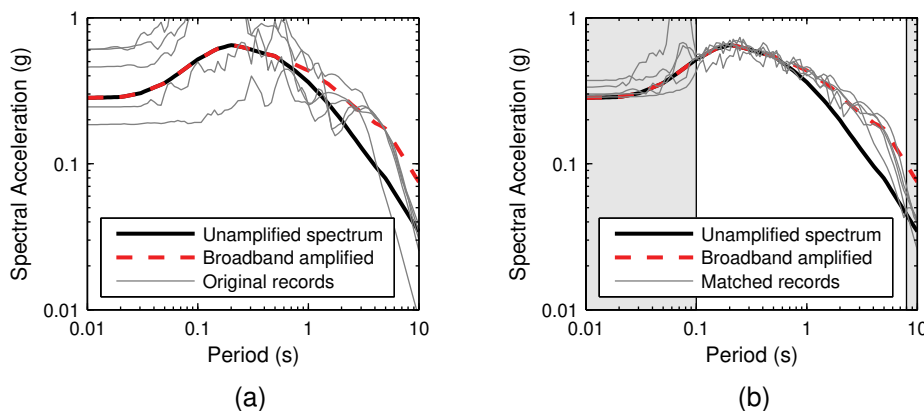 Spectral Acceleration (g)
1
0.1
0.01
Unamplified spectrum
Broadband amplified
Original records
0.01
0.1
1
10
Period (s)
(a)
Spectral Acceleration (g)
1
0.1
0.01
Unamplified spectrum
Broadband amplified
Matched records
0.01
0.1
1
10
Period (s)
(b)